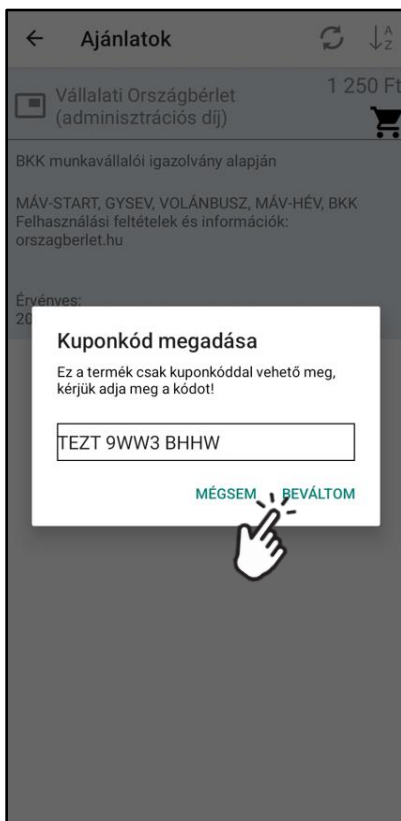 Ajánlatok
A
Z
Vállalati Országbérlet
(adminisztrációs díj)
1 250 Ft
BKK munkavállalói igazolvány alapján
MÁV-START, GYSEV, VOLÁNBUSZ, MÁV-HÉV, BKK
Felhasználási feltételek és információk:
orszagberlet.hu
Érvényes:
20
Kuponkód megadása
Ez a termék csak kuponkóddal vehető meg,
kérjük adja meg a kódot!
TEZT 9WW3 BHHW
MÉGSEM BEVÁLTOM